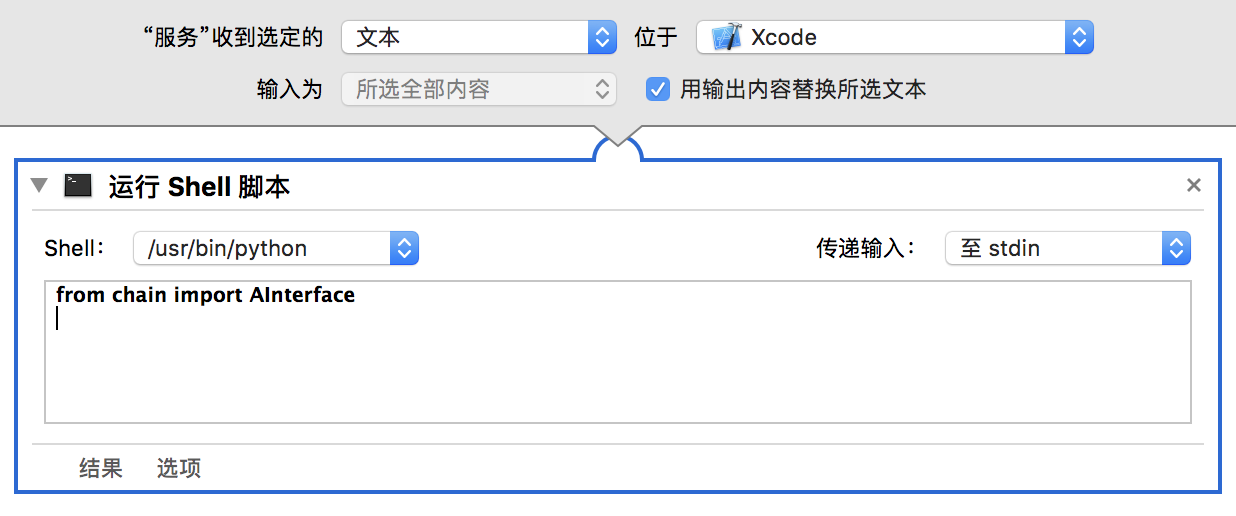 “服务”收到选定的 文本 位于 Xcode
输入为 所选全部内容 用输出内容替换所选文本
运行 Shell 脚本
Shell: /usr/bin/python 传递输入: 至 stdin
from chain import AInterface
结果 选项